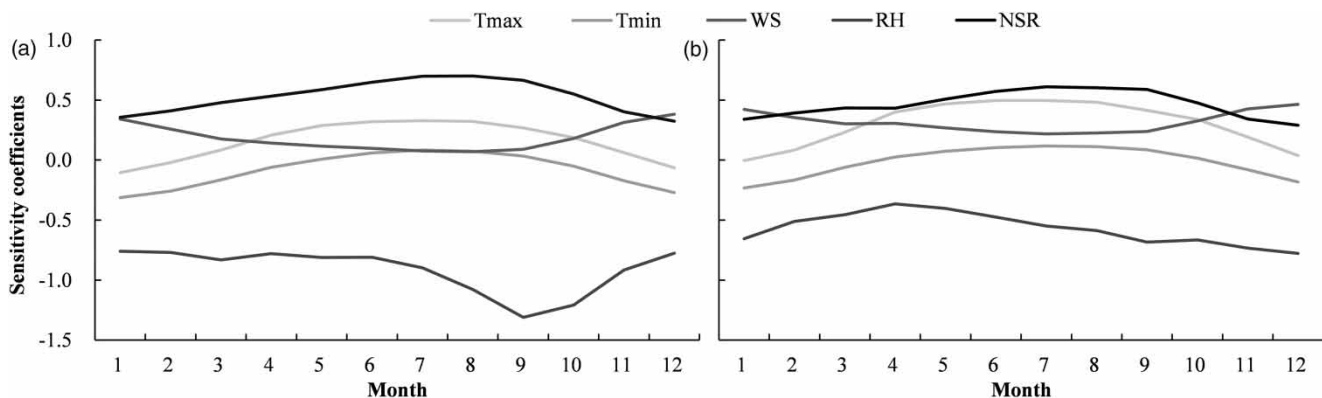 Tmax Tmin WS RH NSR
(a) (b)
Sensitivity coefficients
1.0
0.5
0.0
-0.5
-1.0
-1.5
1 2 3 4 5 6 7 8 9 10 11 12
1 2 3 4 5 6 7 8 9 10 11 12
Month
Month